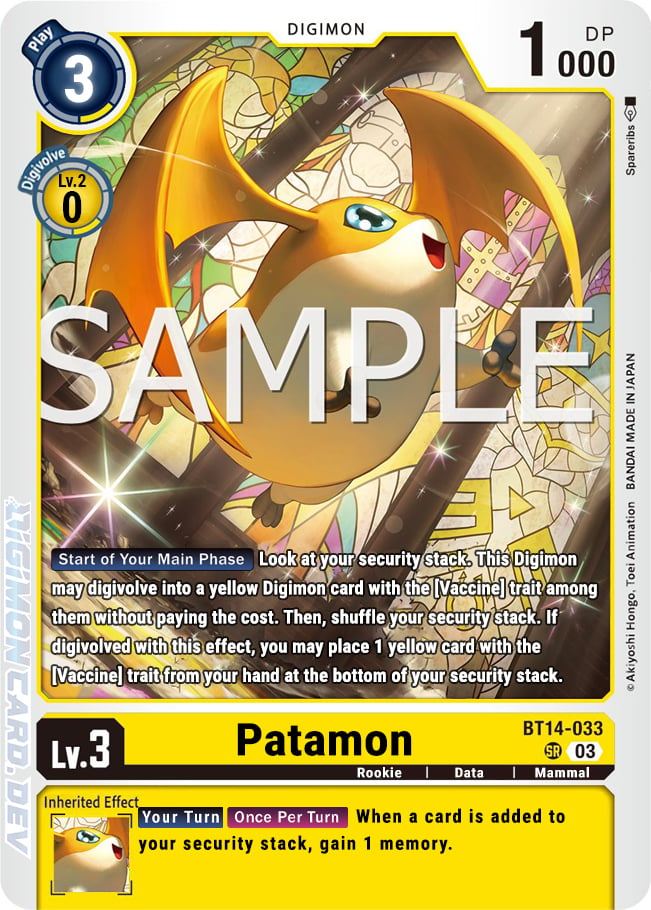 DIGIMON
Play
3
1000
DP
Digivolve
Lv.2
0
Spareribs
SAMPLE
[Start of Your Main Phase] Look at your security stack. This Digimon
may digivolve into a yellow Digimon card with the [Vaccine] trait among
them without paying the cost. Then, shuffle your security stack. If
digivolved with this effect, you may place 1 yellow card with the
[Vaccine] trait from your hand at the bottom of your security stack.
© Akiyoshi Hongo, Toei Animation BANDAI MADE IN JAPAN
DIGIMONCARD.DEV
Lv.3
Patamon
BT14-033
SR 03
Rookie | Data | Mammal
Inherited Effect
Your Turn Once Per Turn When a card is added to
your security stack, gain 1 memory.